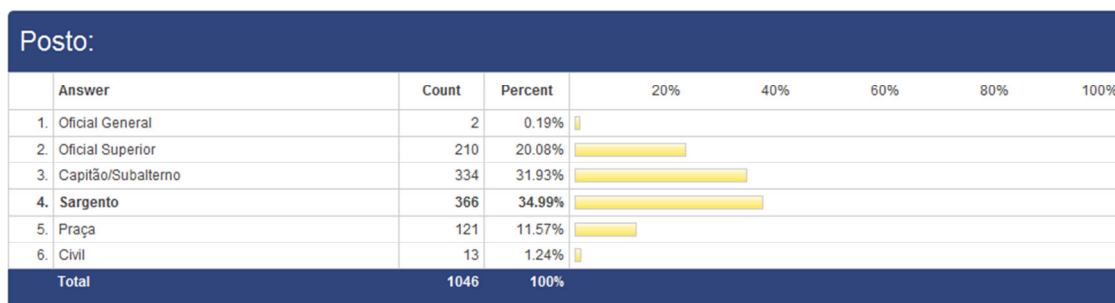 Posto:
Answer Count Percent 20% 40% 60% 80% 100%
1. Oficial General 2 0.19%
2. Oficial Superior 210 20.08%
3. Capitão/Subalterno 334 31.93%
4. Sargento 366 34.99%
5. Praça 121 11.57%
6. Civil 13 1.24%
Total 1046 100%